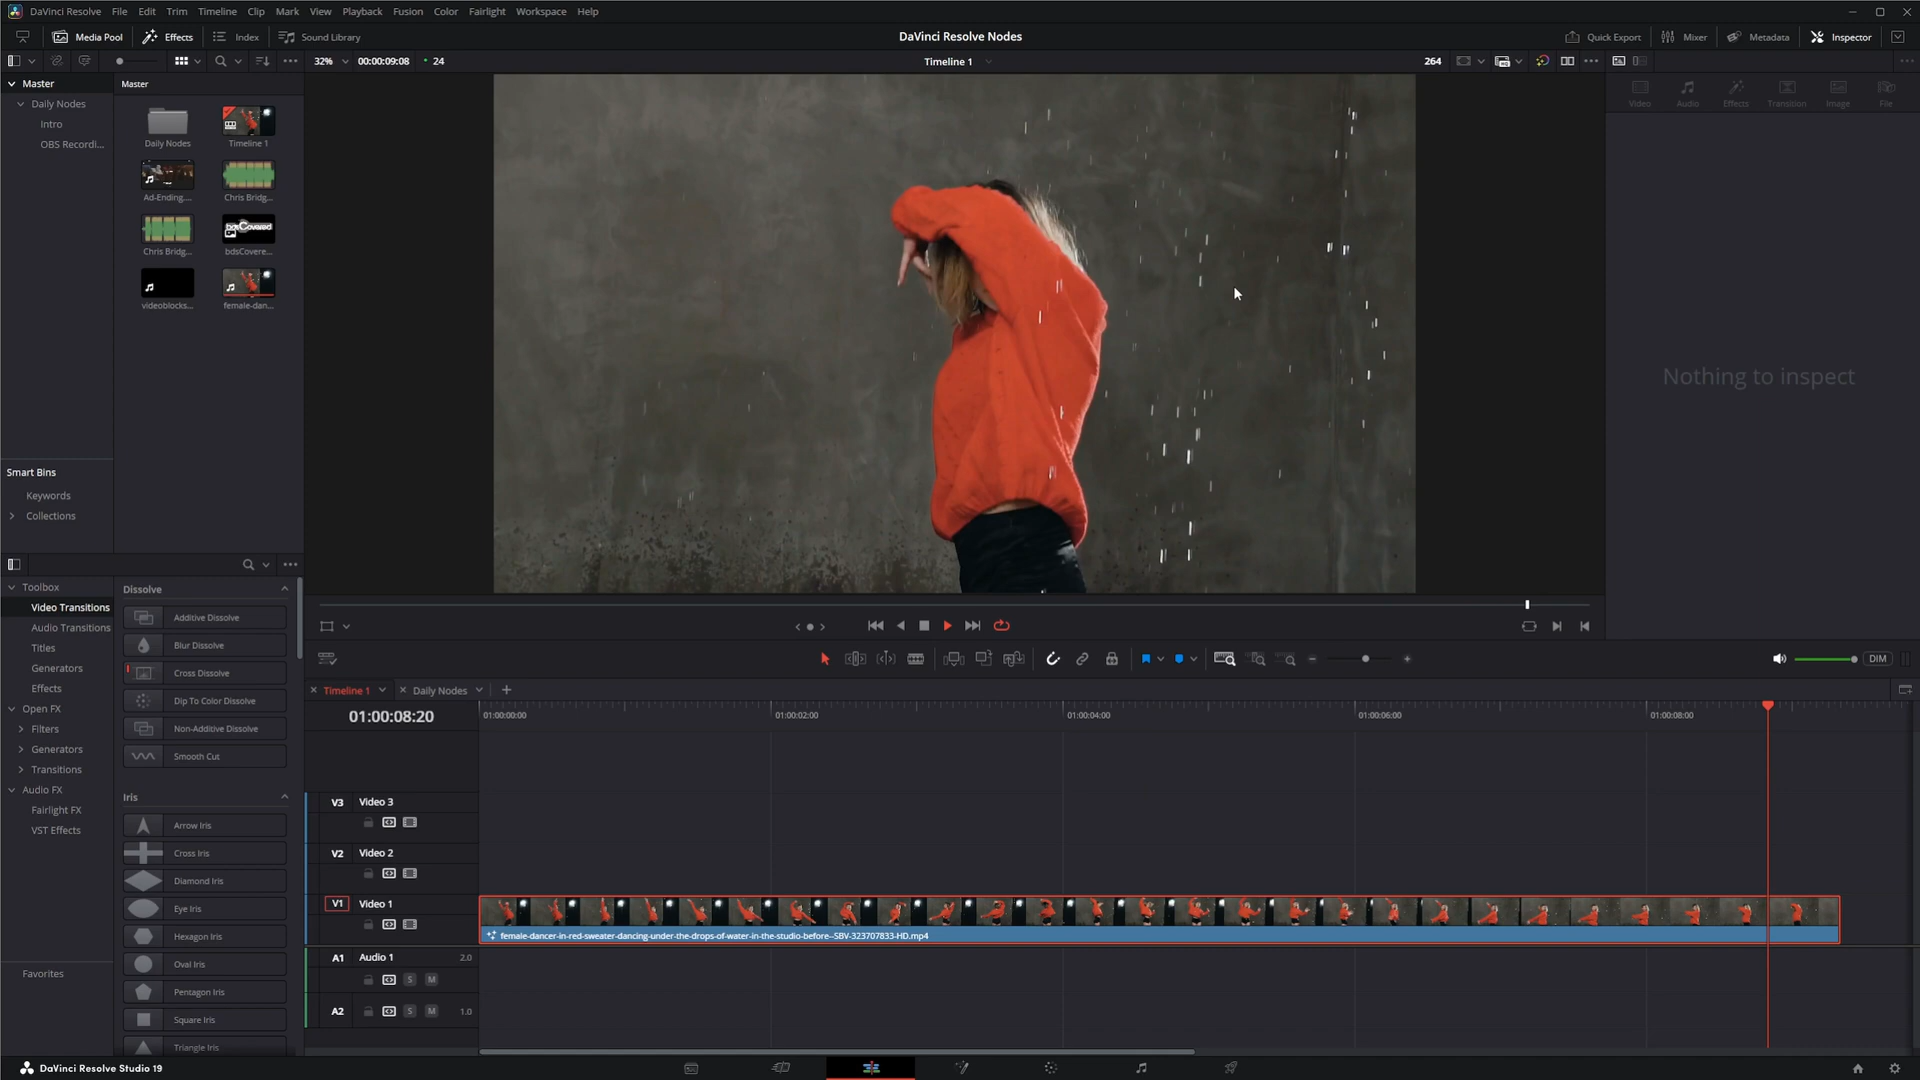 DaVinci Resolve File Edit Trim Timeline Clip Mark View Playback Fusion Color Fairlight Workspace Help
Media Pool Effects Index Sound Library DaVinci Resolve Nodes Quick Export Mixer Metadata Inspector
32% 00:00:09:08 24 Timeline 1 264
Master
Daily Nodes
Intro
OBS Recordi...
Master
Daily Nodes Timeline 1
Ad-Ending.... Chris Bridg...
Chris Bridg... bdsCovere...
videoblocks... female-dan...
Video Audio Effects Transition Image File
Nothing to inspect
Smart Bins
Keywords
Collections
Toolbox
Video Transitions
Audio Transitions
Titles
Generators
Effects
Open FX
Filters
Generators
Transitions
Audio FX
Fairlight FX
VST Effects
Favorites
Dissolve
Additive Dissolve
Blur Dissolve
Cross Dissolve
Dip To Color Dissolve
Non-Additive Dissolve
Smooth Cut
Iris
Arrow Iris
Cross Iris
Diamond Iris
Eye Iris
Hexagon Iris
Oval Iris
Pentagon Iris
Square Iris
Triangle Iris
DIM
Timeline 1 Daily Nodes
01:00:08:20 01:00:00:00 01:00:02:00 01:00:04:00 01:00:06:00 01:00:08:00
V3 Video 3
V2 Video 2
V1 Video 1
female-dancer-in-red-sweater-dancing-under-the-drops-of-water-in-the-studio-before--SBV-323707833-HD.mp4
A1 Audio 1 2.0
S M
A2 S M 1.0
DaVinci Resolve Studio 19